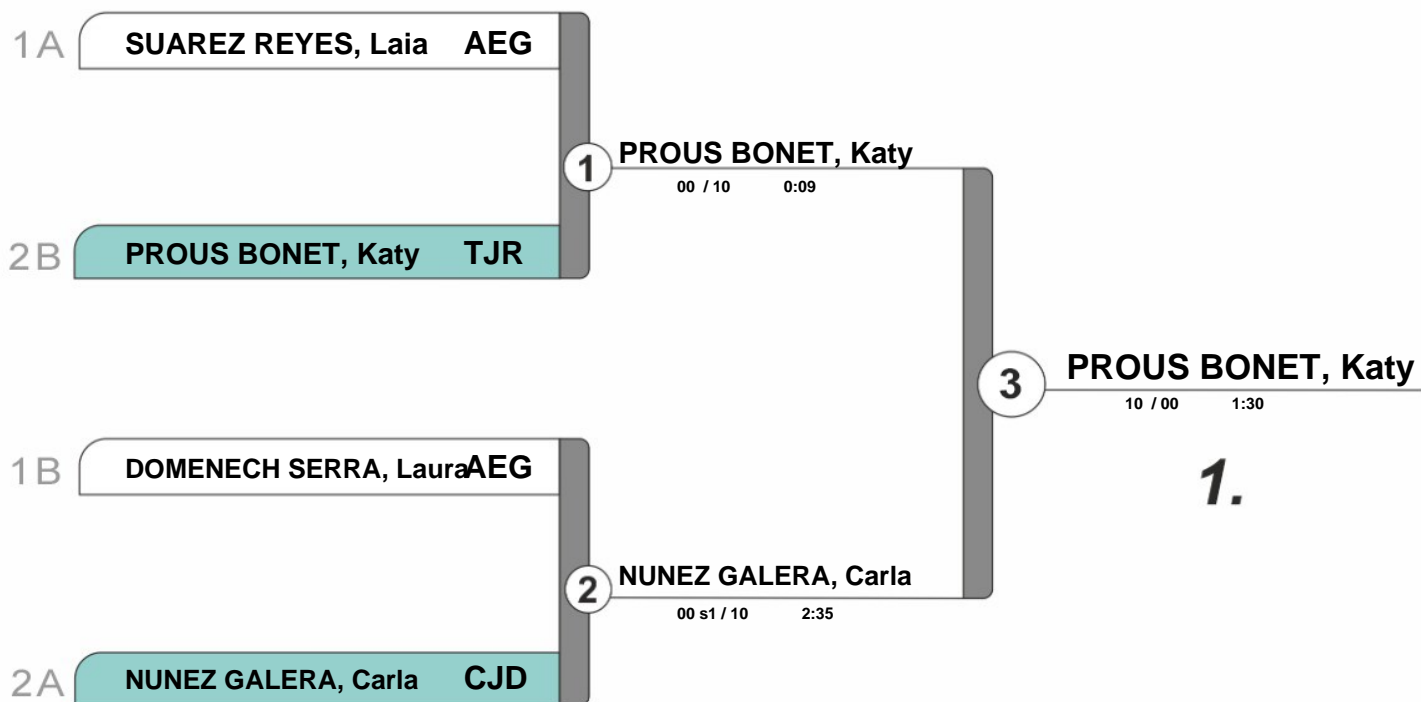 1A SUAREZ REYES, Laia AEG
1 PROUS BONET, Katy
00 / 10 0:09
2B PROUS BONET, Katy TJR
3 PROUS BONET, Katy
10 / 00 1:30
1B DOMENECH SERRA, Laura AEG
1.
2 NUNEZ GALERA, Carla
00 s1 / 10 2:35
2A NUNEZ GALERA, Carla CJD